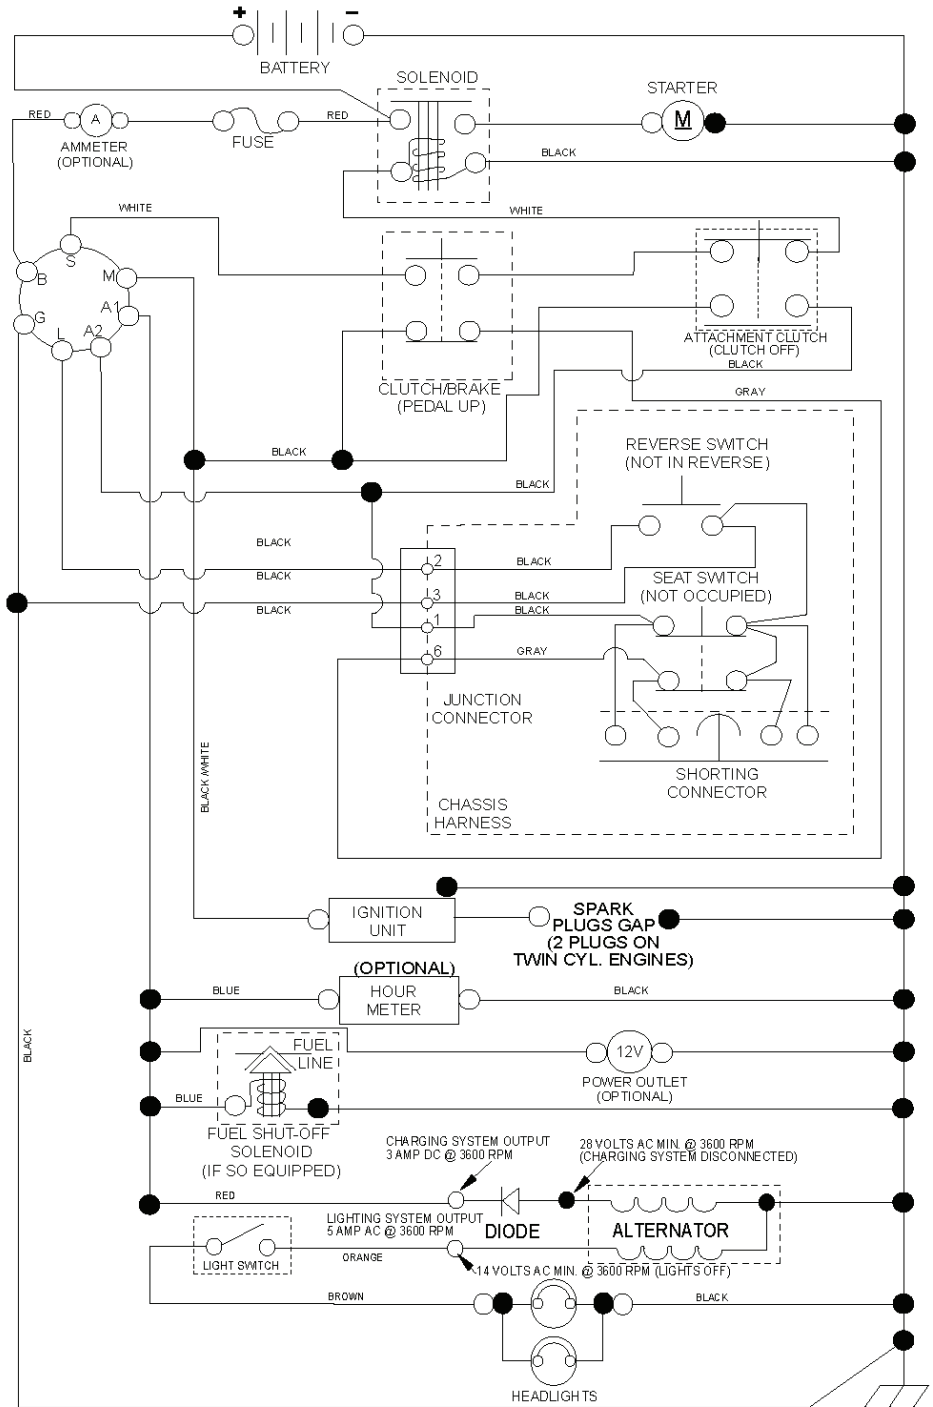 + −
BATTERY
SOLENOID
STARTER
RED
A
RED
M
AMMETER
(OPTIONAL)
FUSE
BLACK
WHITE
WHITE
S
B
M
A1
G
L
A2
ATTACHMENT CLUTCH
(CLUTCH OFF)
BLACK
CLUTCH/BRAKE
(PEDAL UP)
GRAY
REVERSE SWITCH
(NOT IN REVERSE)
BLACK
BLACK
BLACK
2
BLACK
BLACK
SEAT SWITCH
(NOT OCCUPIED)
3
BLACK
BLACK
BLACK
1
6
GRAY
JUNCTION
CONNECTOR
BLACK/WHITE
SHORTING
CONNECTOR
CHASSIS
HARNESS
IGNITION
UNIT
SPARK
PLUGS GAP
(2 PLUGS ON
TWIN CYL. ENGINES)
(OPTIONAL)
BLUE
HOUR
METER
BLACK
BLACK
FUEL
LINE
12V
POWER OUTLET
(OPTIONAL)
BLUE
FUEL SHUT-OFF
SOLENOID
(IF SO EQUIPPED)
CHARGING SYSTEM OUTPUT
3 AMP DC @ 3600 RPM
28 VOLTS AC MIN. @ 3600 RPM
(CHARGING SYSTEM DISCONNECTED)
RED
LIGHTING SYSTEM OUTPUT
5 AMP AC @ 3600 RPM
DIODE
ALTERNATOR
LIGHT SWITCH
ORANGE
14 VOLTS AC MIN. @ 3600 RPM (LIGHTS OFF)
BROWN
BLACK
HEADLIGHTS